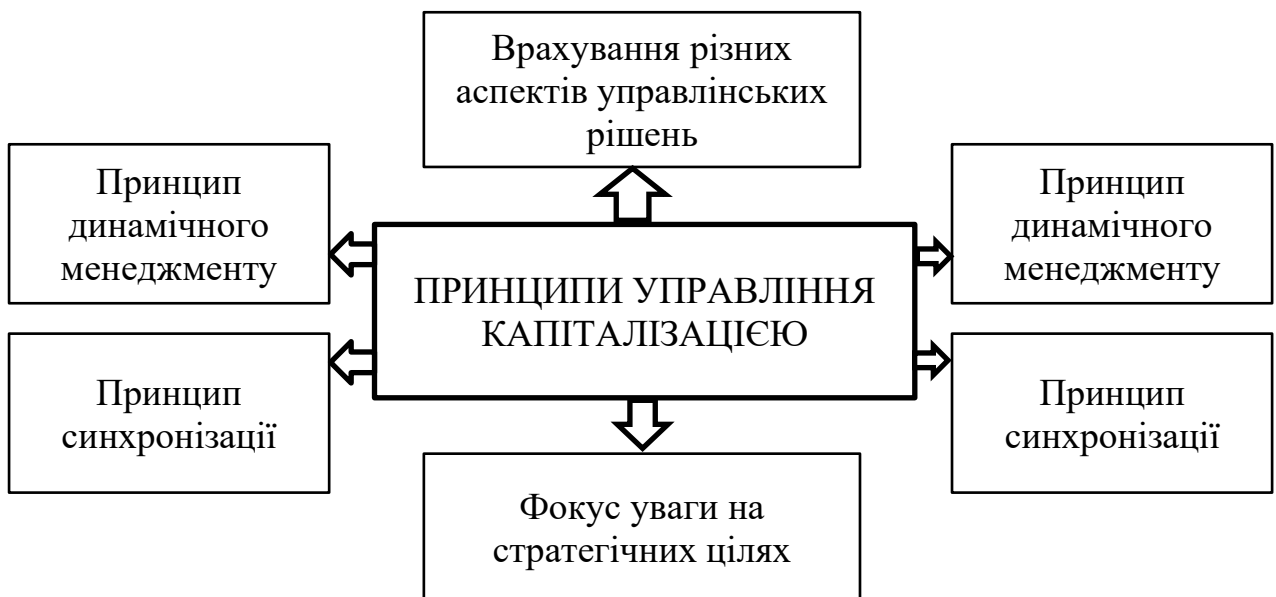 Врахування різних
аспектів управлінських
рішень
Принцип
динамічного
менеджменту
Принцип
динамічного
менеджменту
ПРИНЦИПИ УПРАВЛІННЯ
КАПІТАЛІЗАЦІЄЮ
Принцип
синхронізації
Принцип
синхронізації
Фокус уваги на
стратегічних цілях